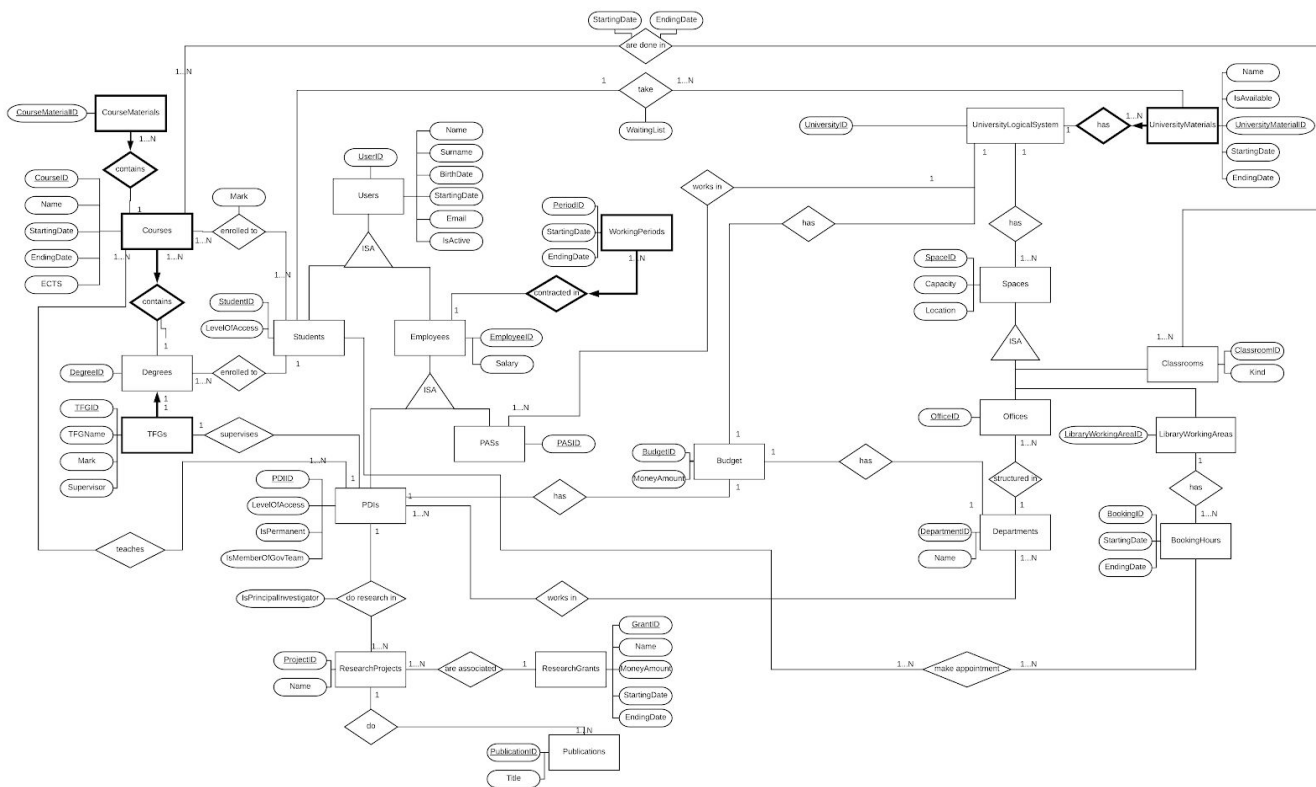 StartingDate
EndingDate
are done in
1...N
1
take
1...N
WaitingList
CourseMaterialID
CourseMaterials
1...N
contains
CourseID
Name
StartingDate
EndingDate
ECTS
1
Courses
1...N
1...N
1...N
Mark
enrolled to
1...N
contains
1
DegreeID
Degrees
1...N
enrolled to
1
1
1
TFGID
TFGName
Mark
Supervisor
TFGs
1
supervises
1
teaches
1...N
UserID
Users
Name
Surname
BirthDate
StartingDate
Email
IsActive
ISA
StudentID
LevelOfAccess
Students
PeriodID
StartingDate
EndingDate
WorkingPeriods
1...N
contracted in
1
Employees
EmployeeID
Salary
ISA
1...N
PASs
PASID
works in
1
UniversityID
UniversityLogicalSystem
1
has
1...N
UniversityMaterials
Name
IsAvailable
UniversityMaterialID
StartingDate
EndingDate
1
1
has
has
1...N
SpaceID
Capacity
Location
Spaces
ISA
1...N
Classrooms
ClassroomID
Kind
OfficeID
Offices
1...N
structured in
1
LibraryWorkingAreaID
LibraryWorkingAreas
1
has
1...N
BookingID
StartingDate
EndingDate
BookingHours
1
BudgetID
MoneyAmount
Budget
1
1
has
1
DepartmentID
Name
Departments
1...N
PDIID
LevelOfAccess
IsPermanent
IsMemberOfGovTeam
PDIs
1
1...N
1
has
works in
IsPrincipalInvestigator
do research in
1...N
ProjectID
Name
ResearchProjects
1...N
are associated
1
ResearchGrants
GrantID
Name
MoneyAmount
StartingDate
EndingDate
1...N
make appointment
1...N
1
do
1..N
PublicationID
Title
Publications